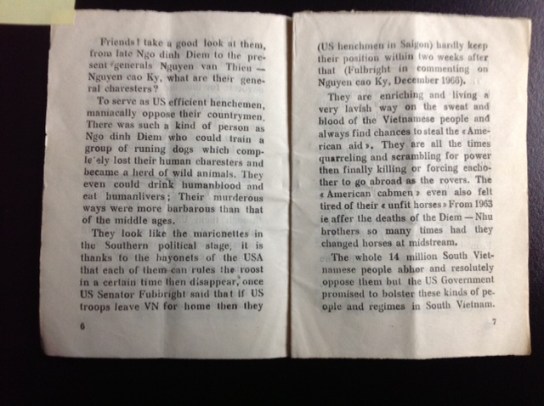 Friends! take a good look at them,
from late Ngo dinh Diem to the pre-
sent generals Nguyen van Thieu —
Nguyen cao Ky, what are their gene-
ral charesters?
To serve as US efficient henchemen,
maniacally oppose their countrymen.
There was such a kind of person as
Ngo dinh Diem who could train a
group of runing dogs which comp-
letely lost their human charesters and
became a herd of wild animals. They
even could drink humanblood and
eat humanlivers; Their murderous
ways were more barbarous than that
of the middle ages.
They look like the marionettes in
the Southern political stage, it is
thanks to the bayonets of the USA
that each of them can rules the roost
in a certain time then disappear, once
US Senator Fulbright said that if US
troops leave VN for home then they
6
(US henchmen in Saigon) hardly keep
their position within two weeks after
that (Fulbright in commenting on
Nguyen cao Ky, December 1965).
They are enriching and living a
very lavish way on the sweat and
blood of the Vietnamese people and
always find chances to steal the «Ame-
rican aid». They are all the times
quarreling and scrambling for power
then finally killing or forcing eacho-
ther to go abroad as the rovers. The
«American cabmen» even also felt
tired of their «unfit horses» From 1963
ie affer the deaths of the Diem — Nhu
brothers so many times had they
changed horses at midstream.
The whole 14 million South Viet-
namese people abhor and resolutely
oppose them but the US Government
promised to bolster these kinds of pe-
ople and regimes in South Vietnam.
7